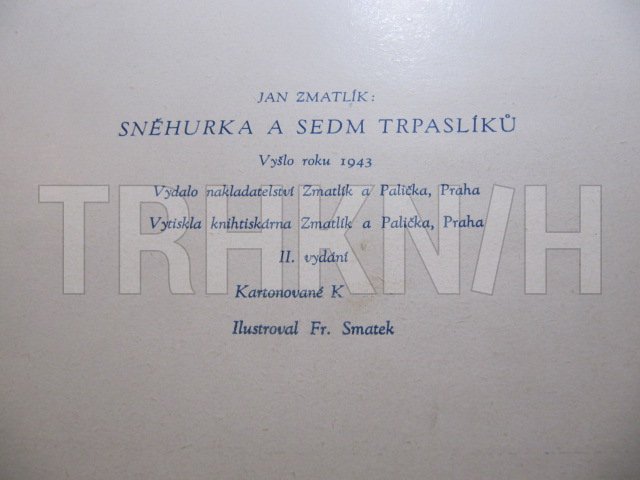 JAN ZMATLÍK:
SNĚHURKA A SEDM TRPASLÍKŮ
Vyšlo roku 1943
Vydalo nakladatelství Zmatlík a Palička, Praha
Vytiskla knihtiskárna Zmatlík a Palička, Praha
TRHKNIH
II. vydání
Kartonované K
Ilustroval Fr. Smatek